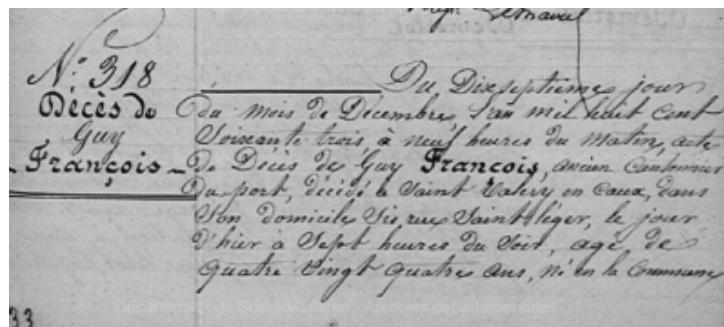 N° 318
Décès de
Guy
François
Du Dixseptième jour
du mois de Décembre, l'an mil huit cent
Soixante trois, à neuf heures du matin, acte
de Décès de Guy François, ancien Cantonnier
du port, décédé à Saint Valery en Caux, dans
Son domicile Sis, rue Saint léger, le jour
d'hier à Sept heures du Soir, agé de
quatre vingt quatre ans, né en la Commune
33